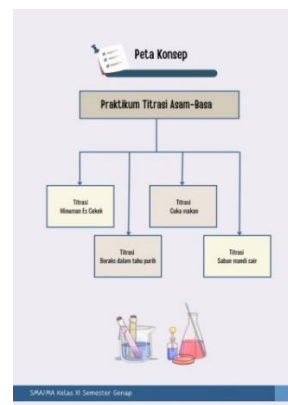 Peta Konsep
Praktikum Titrasi Asam-Basa
Titrasi
Minuman Es Cekek
Titrasi
Cuka makan
Titrasi
Boraks dalam tahu putih
Titrasi
Sabun mandi cair
SMA/MA Kelas XI Semester Genap